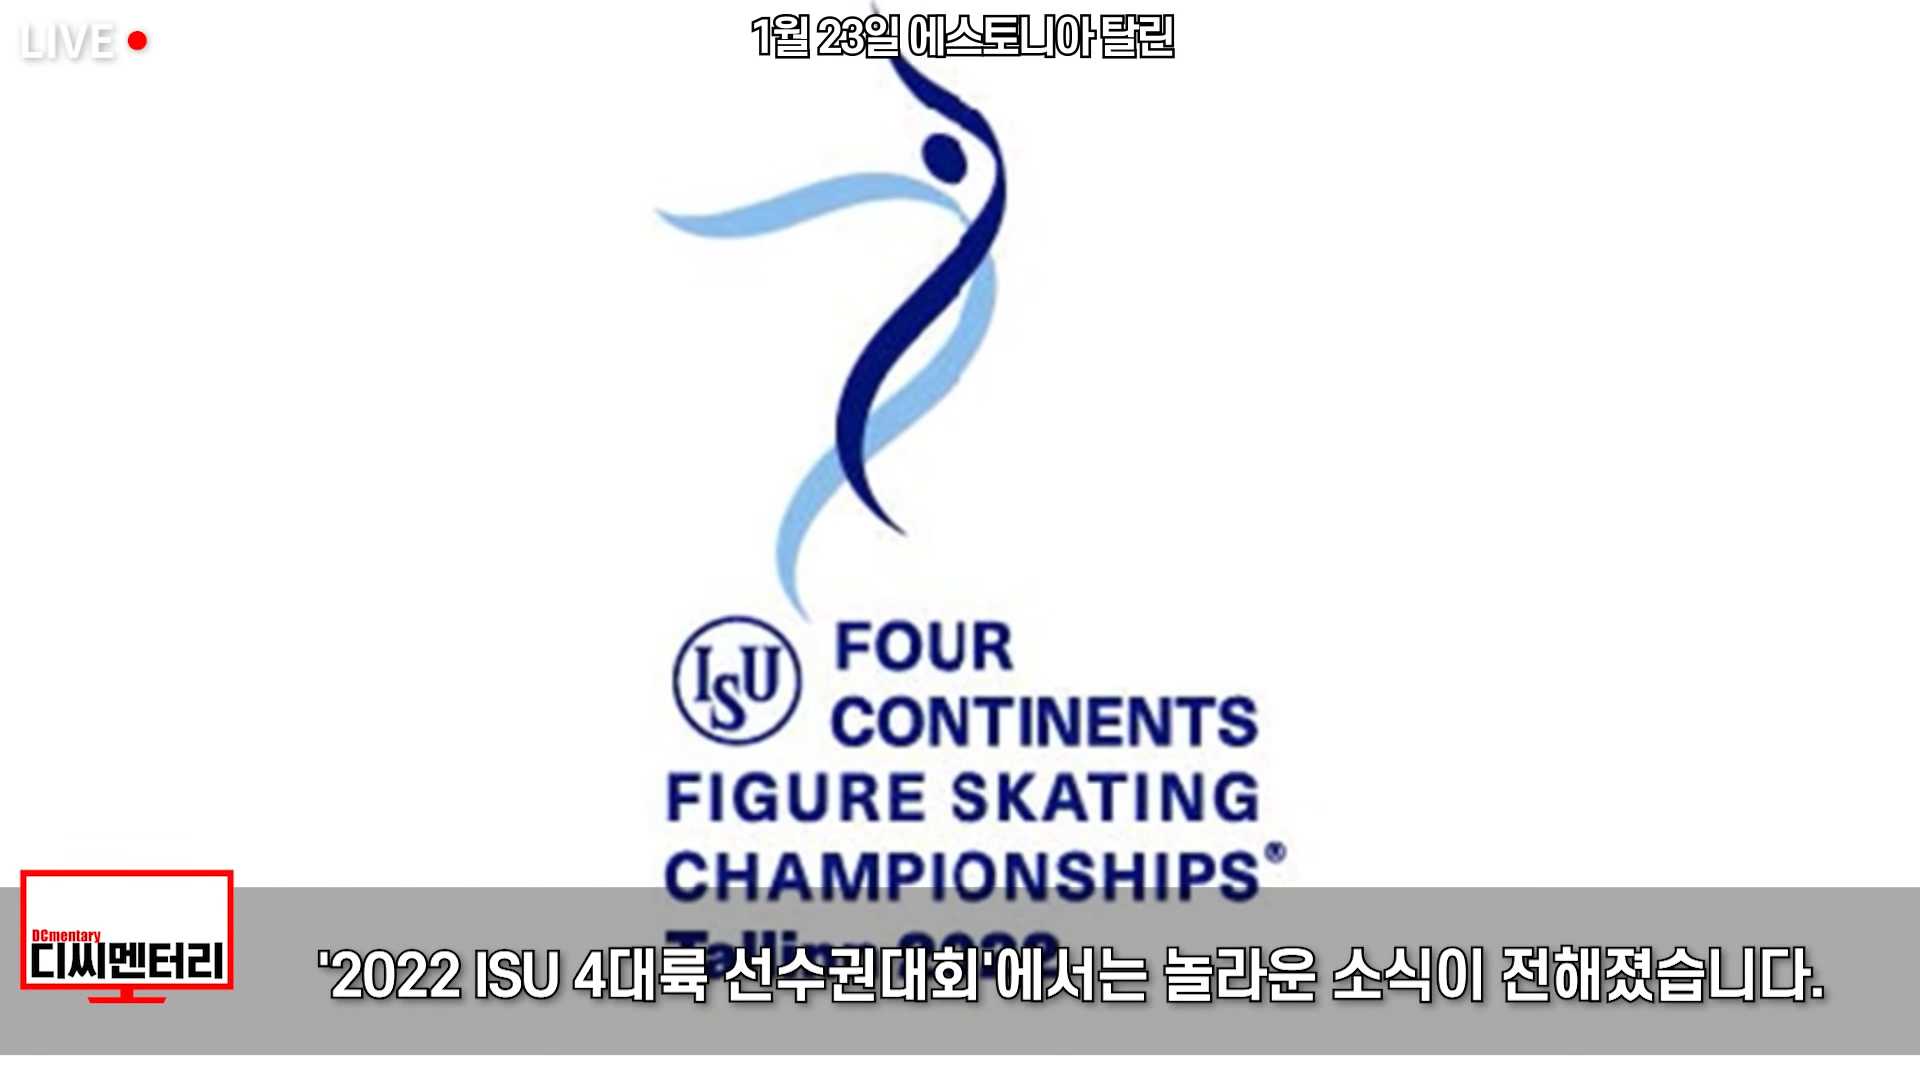 LIVE
1월 23일 에스토니아 탈린
ISU
FOUR
CONTINENTS
FIGURE SKATING
CHAMPIONSHIPS®
Tallinn 2022
DCmentary
디씨멘터리
'2022 ISU 4대륙 선수권대회'에서는 놀라운 소식이 전해졌습니다.